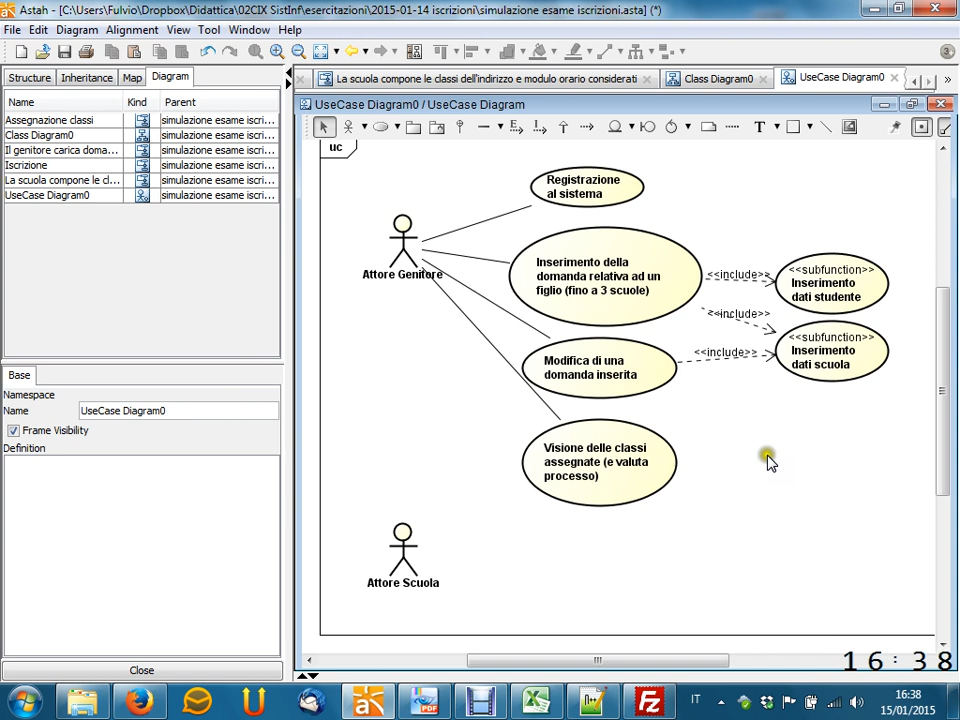 Astah - [C:\Users\Fulvio\Dropbox\Didattica\02CIX SistInf\esercitazioni\2015-01-14 iscrizioni\simulazione esame iscrizioni.asta] (*)
File Edit Diagram Alignment View Tool Window Help
3
Structure Inheritance Map Diagram
La scuola compone le classi dell'indirizzo e modulo orario considerati
Class Diagram0
UseCase Diagram0
Name Kind Parent
Assegnazione classi simulazione esame iscri...
Class Diagram0 simulazione esame iscri...
Il genitore carica doma... simulazione esame iscri...
Iscrizione simulazione esame iscri...
La scuola compone le cl... simulazione esame iscri...
UseCase Diagram0 simulazione esame iscri...
UseCase Diagram0 / UseCase Diagram
uc
Registrazione
al sistema
Attore Genitore
Inserimento della
domanda relativa ad un
figlio (fino a 3 scuole)
<<include>>
<<subfunction>>
Inserimento
dati studente
<<include>>
<<subfunction>>
Inserimento
dati scuola
<<include>>
Modifica di una
domanda inserita
Visione delle classi
assegnate (e valuta
processo)
Attore Scuola
Base
Namespace
Name UseCase Diagram0
Frame Visibility
Definition
Close
16:38
IT
16:38
15/01/2015